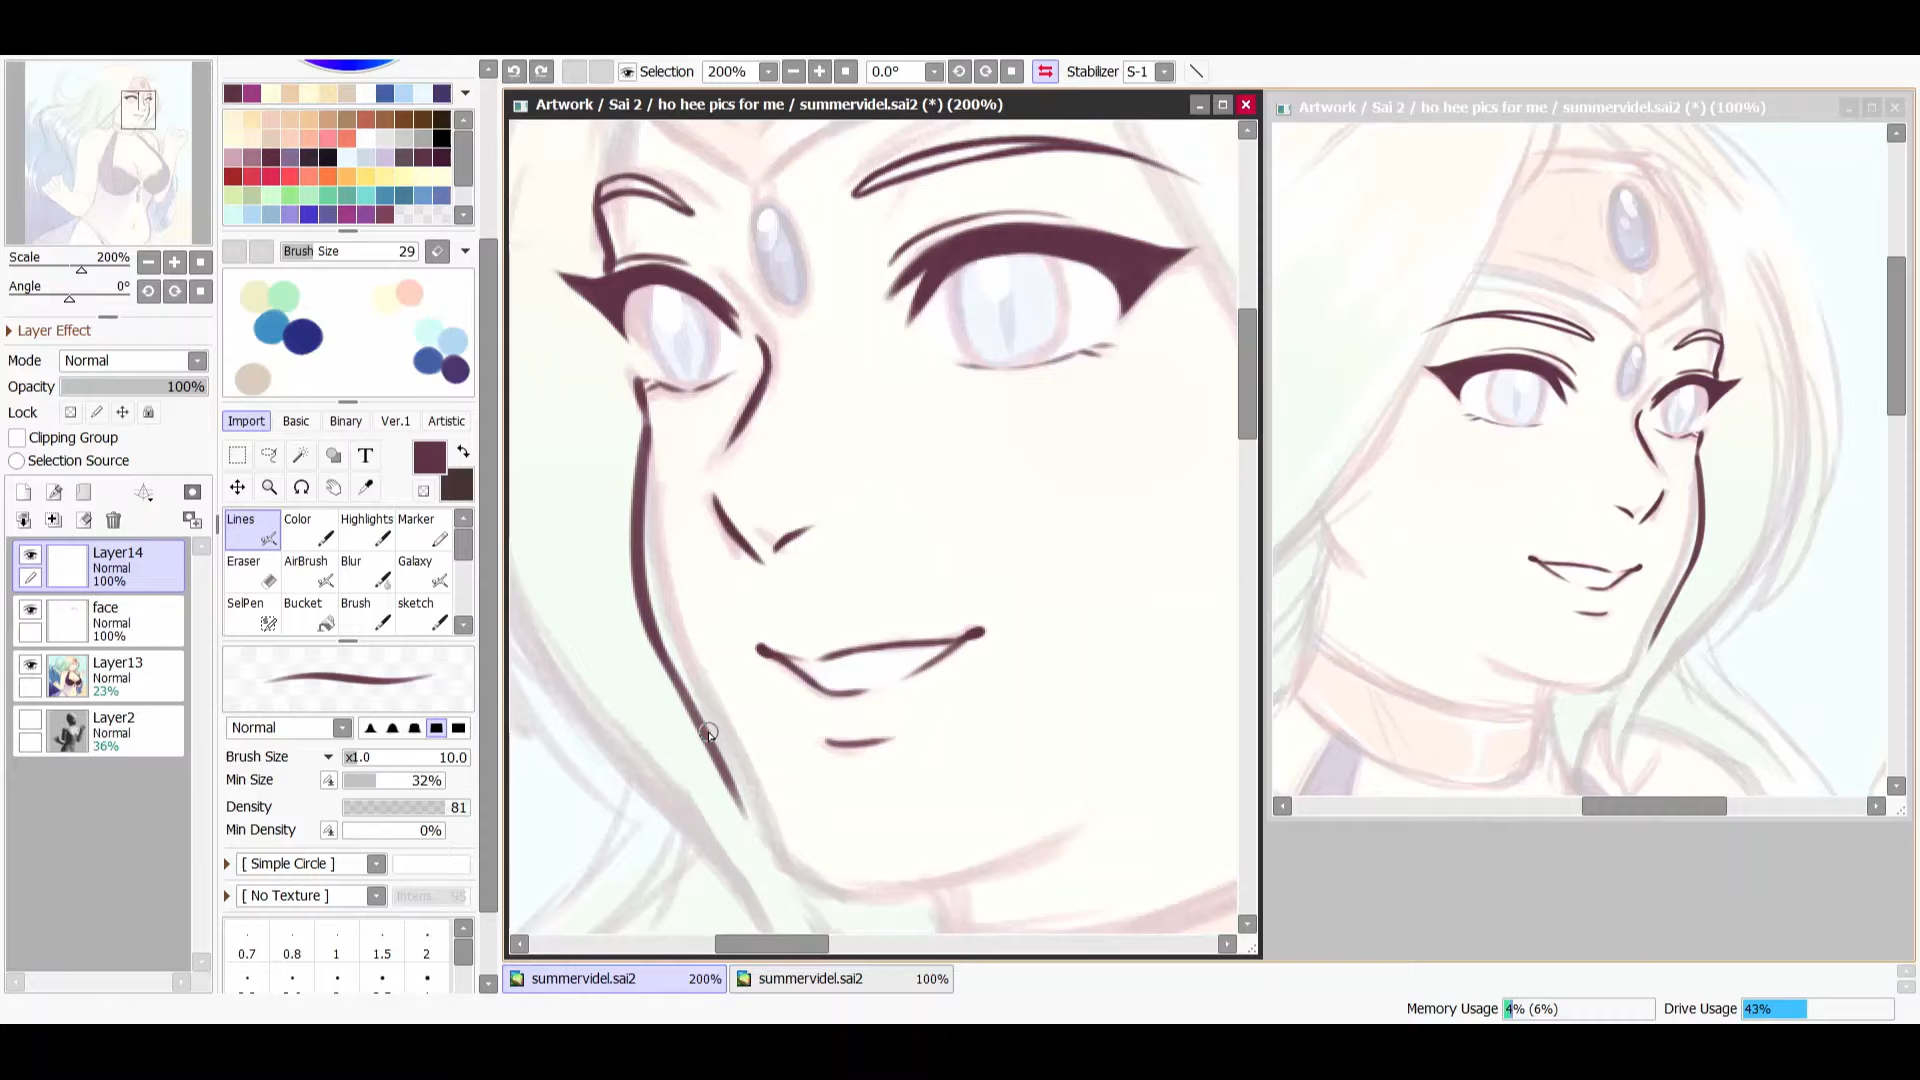 Selection
200%
0.0°
Stabilizer
S-1
Artwork / Sai 2 / ho hee pics for me / summervidel.sai2 (*) (200%)
Artwork / Sai 2 / ho hee pics for me / summervidel.sai2 (*) (100%)
Scale
200%
Angle
0°
Layer Effect
Mode
Normal
Opacity
100%
Lock
Clipping Group
Selection Source
Layer14
Normal
100%
face
Normal
100%
Layer13
Normal
23%
Layer2
Normal
36%
Brush Size
29
Import
Basic
Binary
Ver.1
Artistic
T
Lines
Color
Highlights
Marker
Eraser
AirBrush
Blur
Galaxy
SelPen
Bucket
Brush
sketch
Normal
Brush Size
x1.0
10.0
Min Size
32%
Density
81
Min Density
0%
[ Simple Circle ]
[ No Texture ]
Intens..
95
0.7
0.8
1
1.5
2
summervidel.sai2
200%
summervidel.sai2
100%
Memory Usage
4% (6%)
Drive Usage
43%